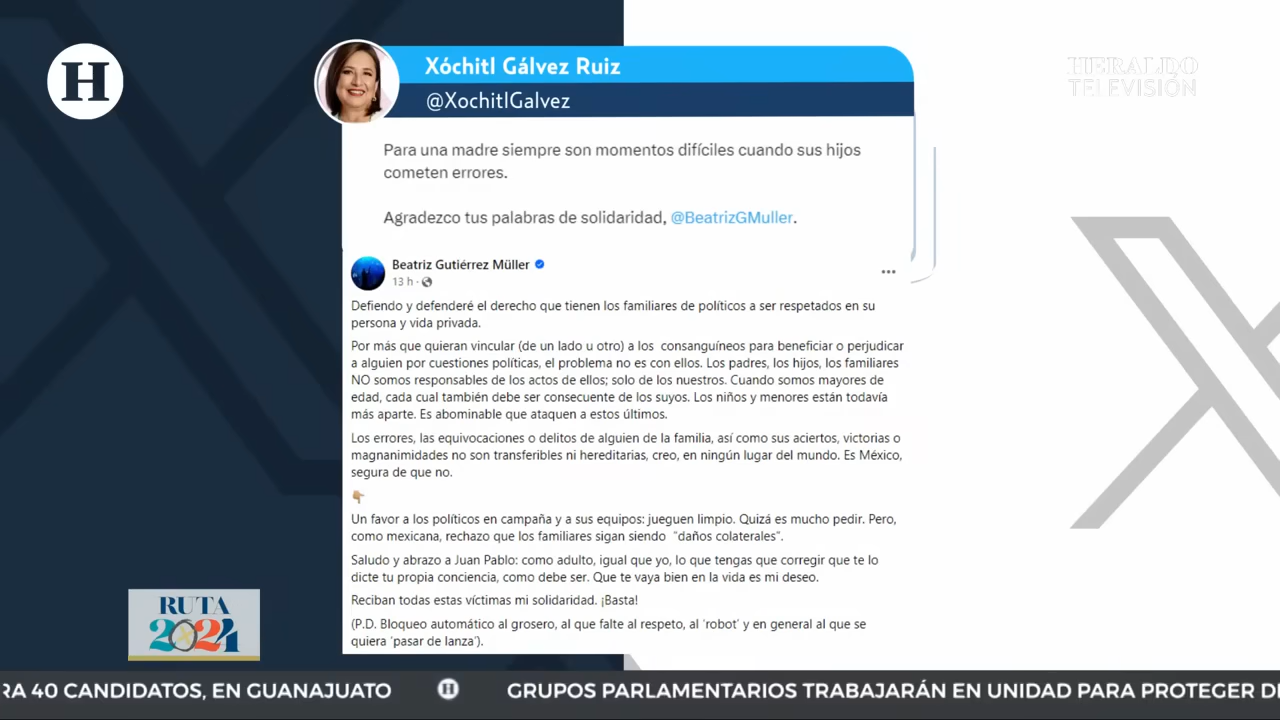 H
HERALDO
TELEVISIÓN
Xóchitl Gálvez Ruiz
@XochitlGalvez
Para una madre siempre son momentos difíciles cuando sus hijos
cometen errores.
Agradezco tus palabras de solidaridad, @BeatrizGMuller.
Beatriz Gutiérrez Müller
13 h ·
Defiendo y defenderé el derecho que tienen los familiares de políticos a ser respetados en su
persona y vida privada.
Por más que quieran vincular (de un lado u otro) a los consanguíneos para beneficiar o perjudicar
a alguien por cuestiones políticas, el problema no es con ellos. Los padres, los hijos, los familiares
NO somos responsables de los actos de ellos; solo de los nuestros. Cuando somos mayores de
edad, cada cual también debe ser consecuente de los suyos. Los niños y menores están todavía
más aparte. Es abominable que ataquen a estos últimos.
Los errores, las equivocaciones o delitos de alguien de la familia, así como sus aciertos, victorias o
magnanimidades no son transferibles ni hereditarias, creo, en ningún lugar del mundo. Es México,
segura de que no.
Un favor a los políticos en campaña y a sus equipos: jueguen limpio. Quizá es mucho pedir. Pero,
como mexicana, rechazo que los familiares sigan siendo "daños colaterales".
Saludo y abrazo a Juan Pablo: como adulto, igual que yo, lo que tengas que corregir que te lo
dicte tu propia conciencia, como debe ser. Que te vaya bien en la vida es mi deseo.
Reciban todas estas víctimas mi solidaridad. ¡Basta!
(P.D. Bloqueo automático al grosero, al que falte al respeto, al 'robot' y en general al que se
quiera 'pasar de lanza').
RUTA
2024
RA 40 CANDIDATOS, EN GUANAJUATO H GRUPOS PARLAMENTARIOS TRABAJARÁN EN UNIDAD PARA PROTEGER DE